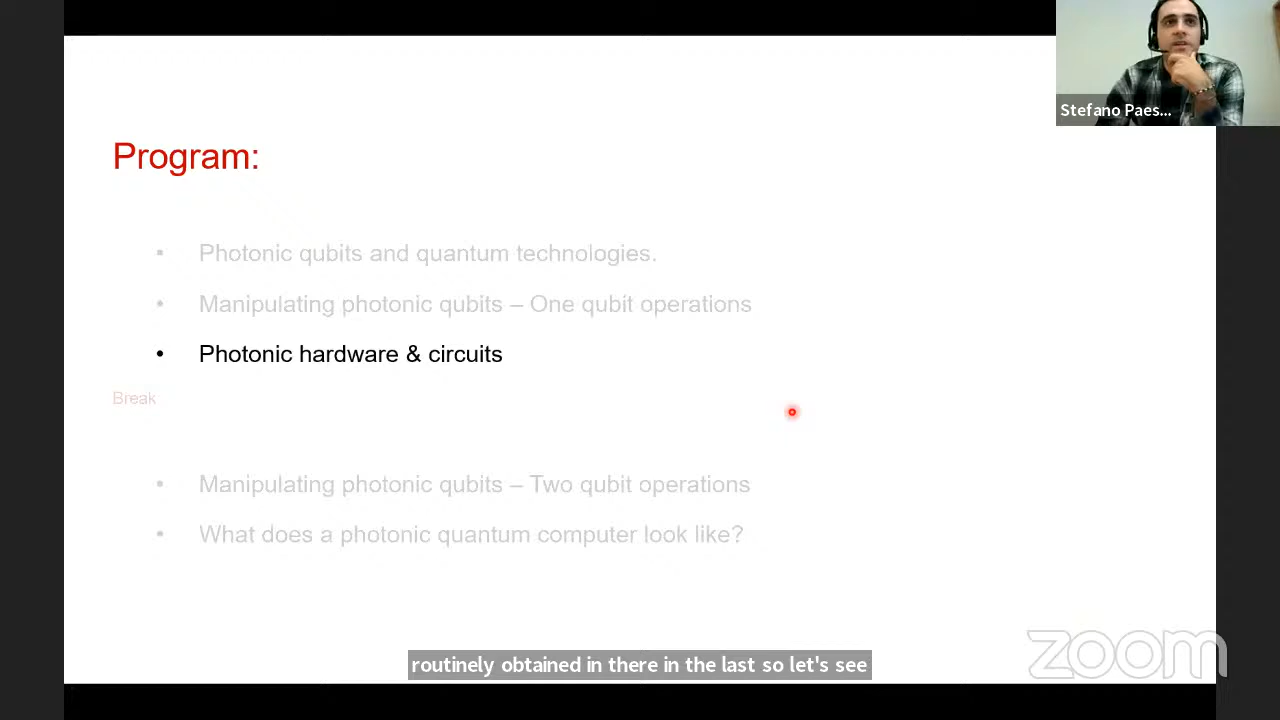 Stefano Paes...
Program:
• Photonic qubits and quantum technologies.
• Manipulating photonic qubits – One qubit operations
• Photonic hardware & circuits
Break
• Manipulating photonic qubits – Two qubit operations
• What does a photonic quantum computer look like?
zoom
routinely obtained in there in the last so let's see